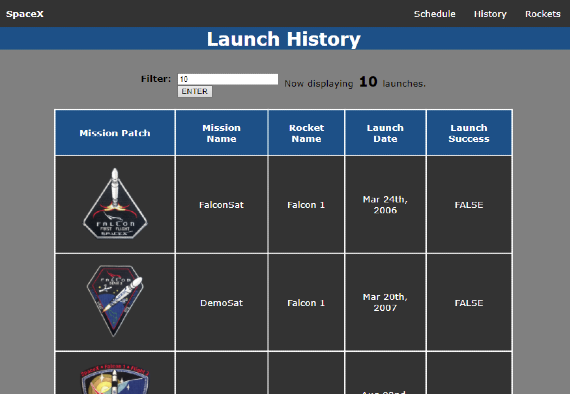 SpaceX Schedule History Rockets
Launch History
Filter: 10 Now displaying 10 launches.
ENTER
Mission Patch Mission Name Rocket Name Launch Date Launch Success
FALCON
FIRST FLIGHT
SPACEX
FalconSat Falcon 1 Mar 24th, 2006 FALSE
FALCON
DemoSat Falcon 1 Mar 20th, 2007 FALSE